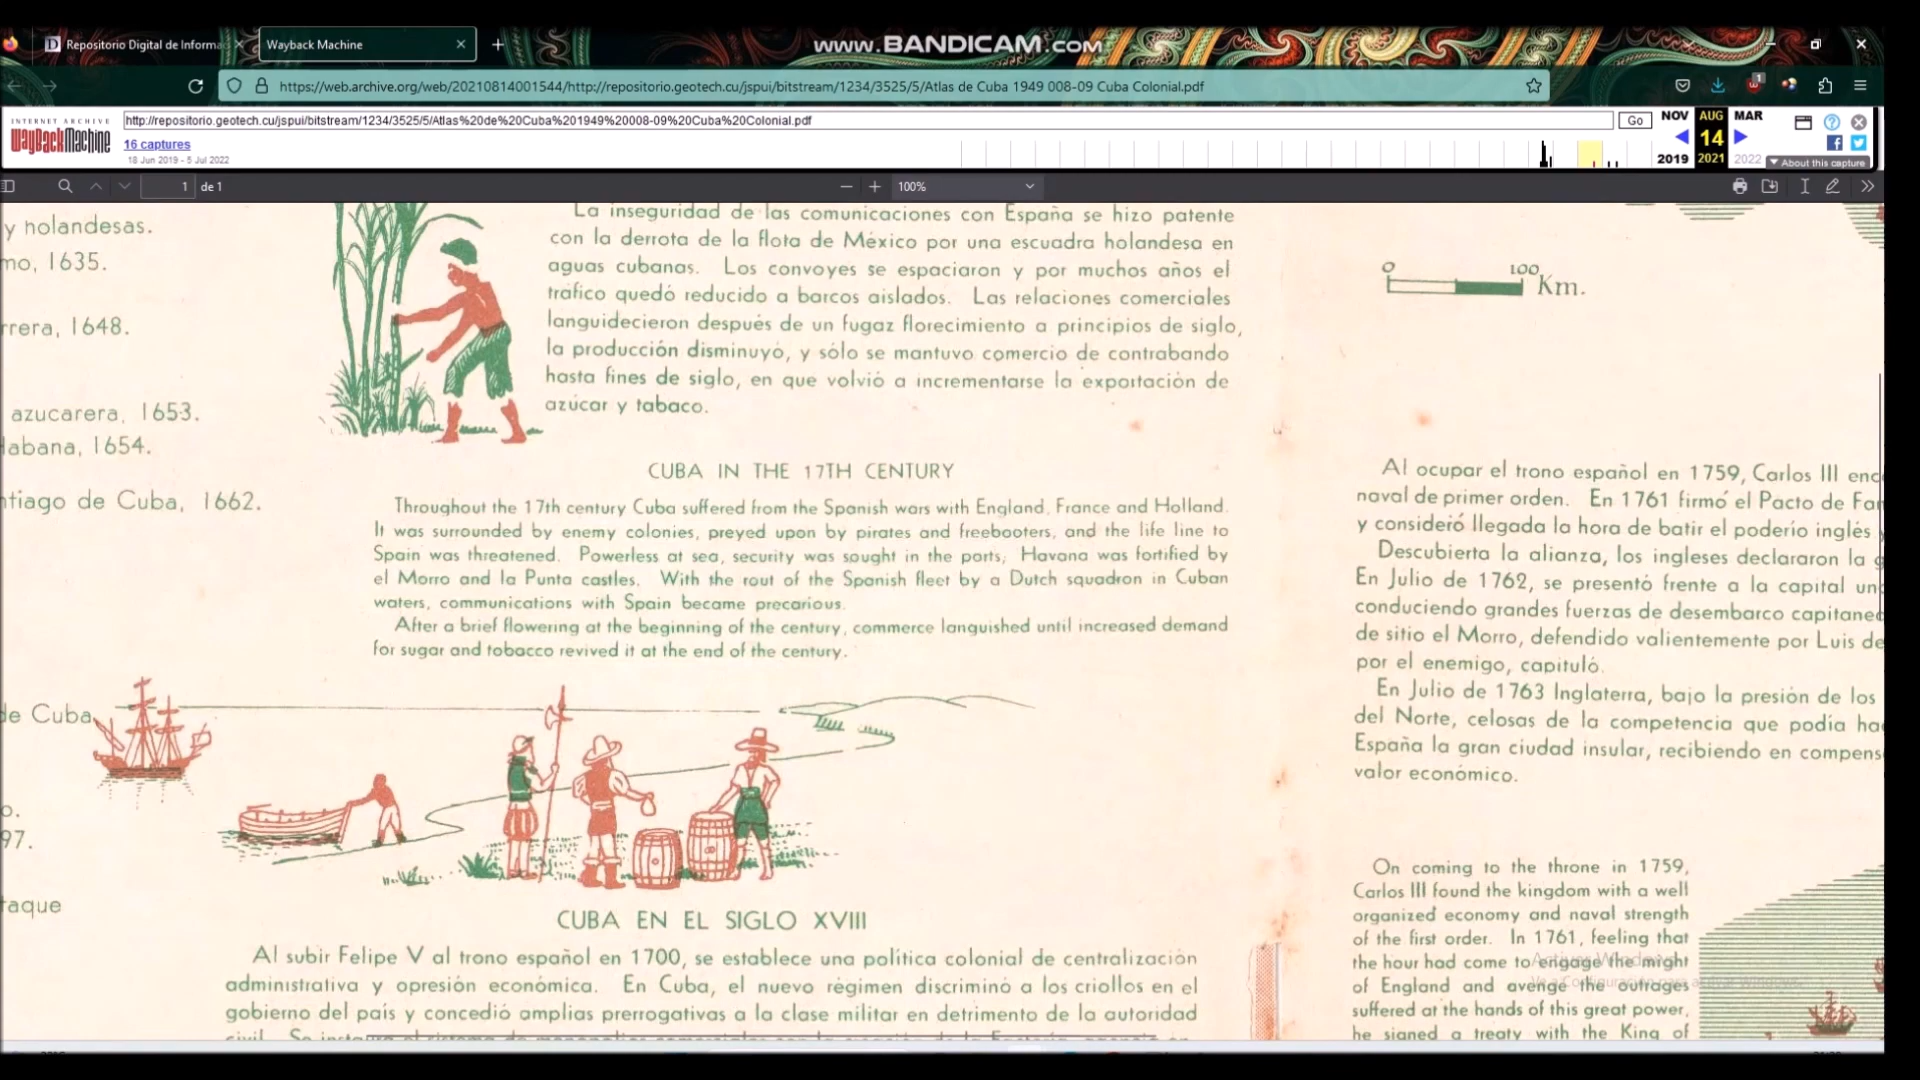 www.BANDICAM.com
Repositorio Digital de Informa
Wayback Machine
https://web.archive.org/web/20210814001544/http://repositorio.geotech.cu/jspui/bitstream/1234/3525/5/Atlas de Cuba 1949 008-09 Cuba Colonial.pdf
1
INTERNET ARCHIVE
WayBackMachine
http://repositorio.geotech.cu/jspui/bitstream/1234/3525/5/Atlas%20de%20Cuba%201949%20008-09%20Cuba%20Colonial.pdf
Go
NOV AUG MAR
16 captures
14
18 Jun 2019 - 5 Jul 2022
2019 2021 2022
About this capture
1 de 1
100%
y holandesas.
mo, 1635.
rrera, 1648.
azucarera, 1653.
Habana, 1654.
ntiago de Cuba, 1662.
de Cuba,
o.
97.
taque
La inseguridad de las comunicaciones con España se hizo patente
con la derrota de la flota de México por una escuadra holandesa en
aguas cubanas. Los convoyes se espaciaron y por muchos años el
tráfico quedó reducido a barcos aislados. Las relaciones comerciales
languidecieron después de un fugaz florecimiento a principios de siglo,
la producción disminuyó, y sólo se mantuvo comercio de contrabando
hasta fines de siglo, en que volvió a incrementarse la exportación de
azúcar y tabaco.
CUBA IN THE 17TH CENTURY
Throughout the 17th century Cuba suffered from the Spanish wars with England, France and Holland.
It was surrounded by enemy colonies, preyed upon by pirates and freebooters, and the life line to
Spain was threatened. Powerless at sea, security was sought in the ports; Havana was fortified by
el Morro and la Punta castles. With the rout of the Spanish fleet by a Dutch squadron in Cuban
waters, communications with Spain became precarious.
After a brief flowering at the beginning of the century, commerce languished until increased demand
for sugar and tobacco revived it at the end of the century.
CUBA EN EL SIGLO XVIII
Al subir Felipe V al trono español en 1700, se establece una política colonial de centralización
administrativa y opresión económica. En Cuba, el nuevo régimen discriminó a los criollos en el
gobierno del país y concedió amplias prerrogativas a la clase militar en detrimento de la autoridad
0 100 Km.
Al ocupar el trono español en 1759, Carlos III enc
naval de primer orden. En 1761 firmó el Pacto de Fam
y consideró llegada la hora de batir el poderío inglés y
Descubierta la alianza, los ingleses declararon la g
En Julio de 1762, se presentó frente a la capital una
conduciendo grandes fuerzas de desembarco capitanea
de sitio el Morro, defendido valientemente por Luis de
por el enemigo, capituló.
En Julio de 1763 Inglaterra, bajo la presión de los
del Norte, celosas de la competencia que podía hac
España la gran ciudad insular, recibiendo en compens
valor económico.
On coming to the throne in 1759,
Carlos III found the kingdom with a well
organized economy and naval strength
of the first order. In 1761, feeling that
the hour had come to engage the might
of England and avenge the outrages
suffered at the hands of this great power,
he signed a treaty with the King of